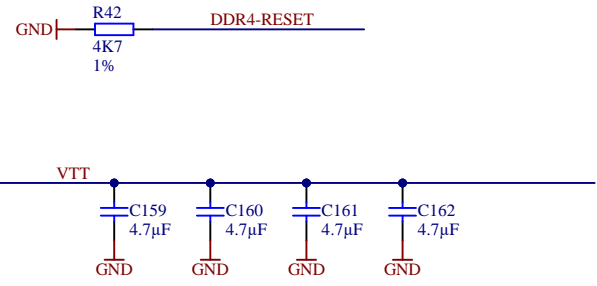 R42
GND
DDR4-RESET
4K7
1%
VTT
C159
C160
C161
C162
4.7µF
4.7µF
4.7µF
4.7µF
GND
GND
GND
GND